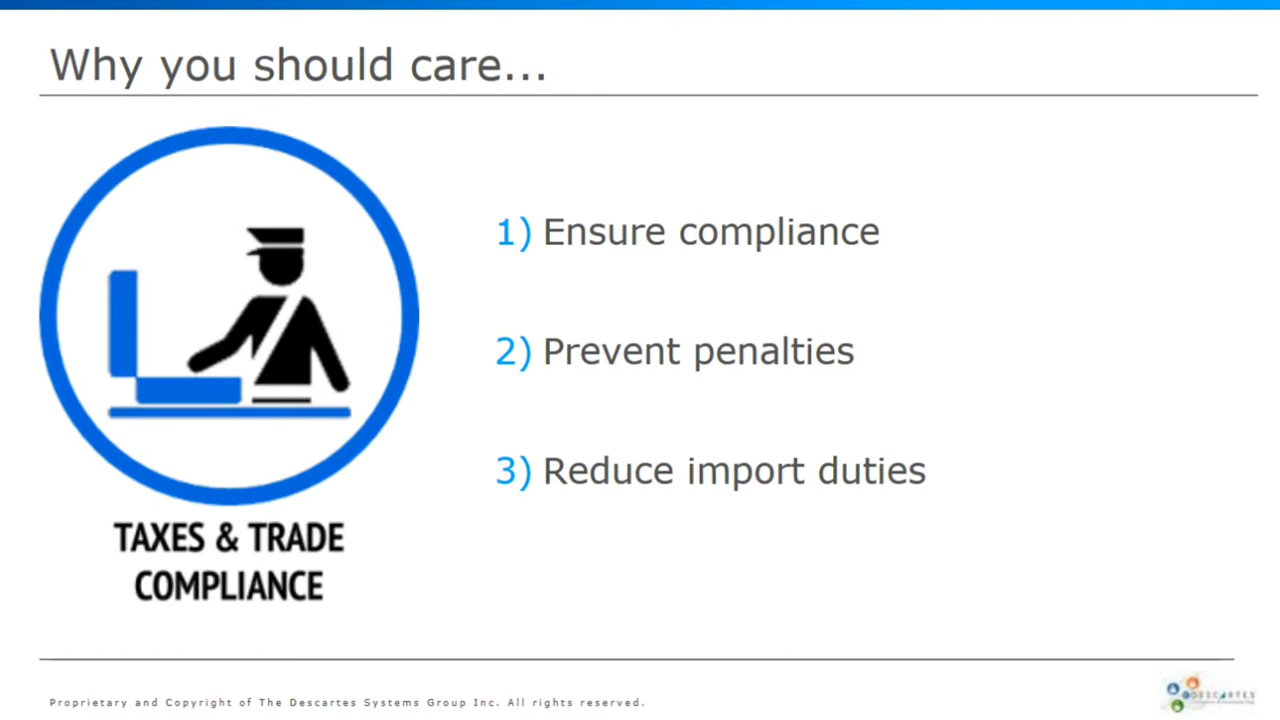 Why you should care...
1) Ensure compliance
2) Prevent penalties
3) Reduce import duties
TAXES & TRADE
COMPLIANCE
Proprietary and Copyright of The Descartes Systems Group Inc. All rights reserved.
DESCARTES